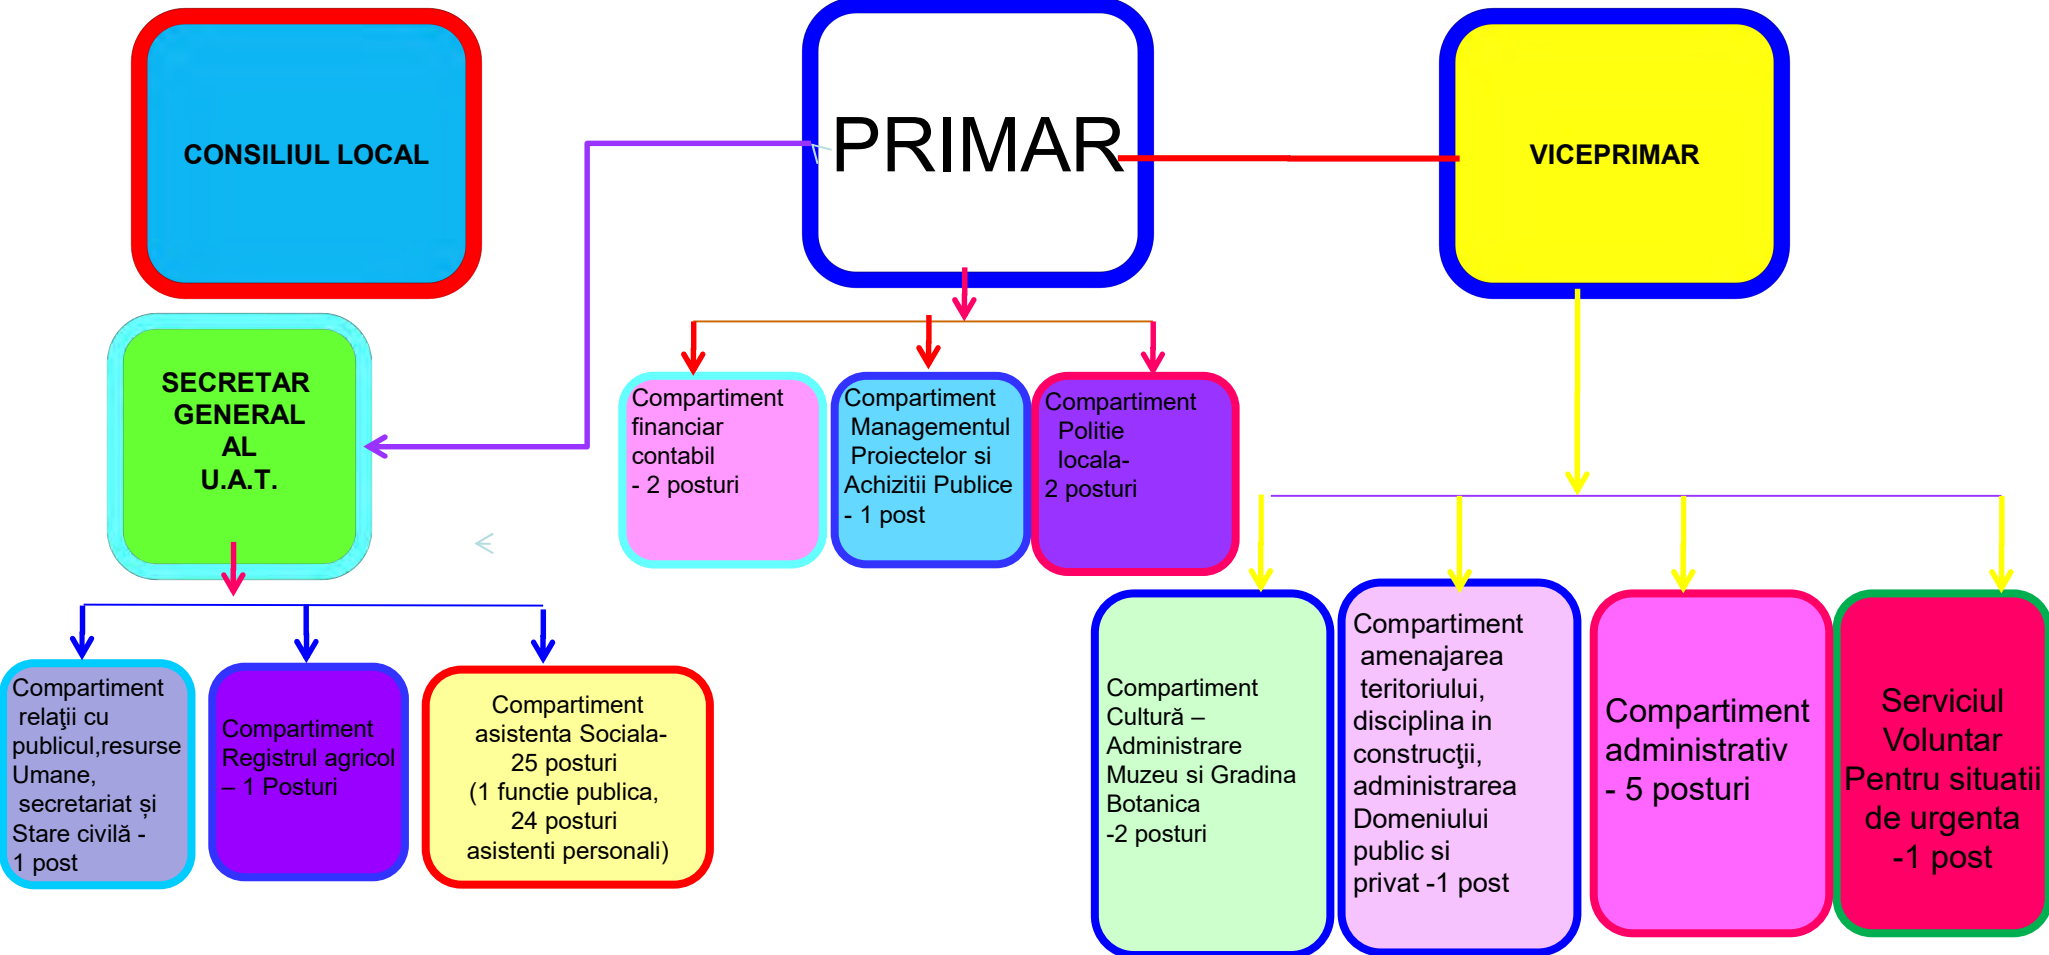 CONSILIUL LOCAL
PRIMAR
VICEPRIMAR
SECRETAR
GENERAL
AL
U.A.T.
Compartiment
financiar
contabil
- 2 posturi
Compartiment
Managementul
Proiectelor si
Achizitii Publice
- 1 post
Compartiment
Politie
locala-
2 posturi
Compartiment
relaţii cu
publicul,resurse
Umane,
secretariat și
Stare civilă -
1 post
Compartiment
Registrul agricol
– 1 Posturi
Compartiment
asistenta Sociala-
25 posturi
(1 functie publica,
24 posturi
asistenti personali)
Compartiment
Cultură –
Administrare
Muzeu si Gradina
Botanica
-2 posturi
Compartiment
amenajarea
teritoriului,
disciplina in
construcţii,
administrarea
Domeniului
public si
privat -1 post
Compartiment
administrativ
- 5 posturi
Serviciul
Voluntar
Pentru situatii
de urgenta
-1 post